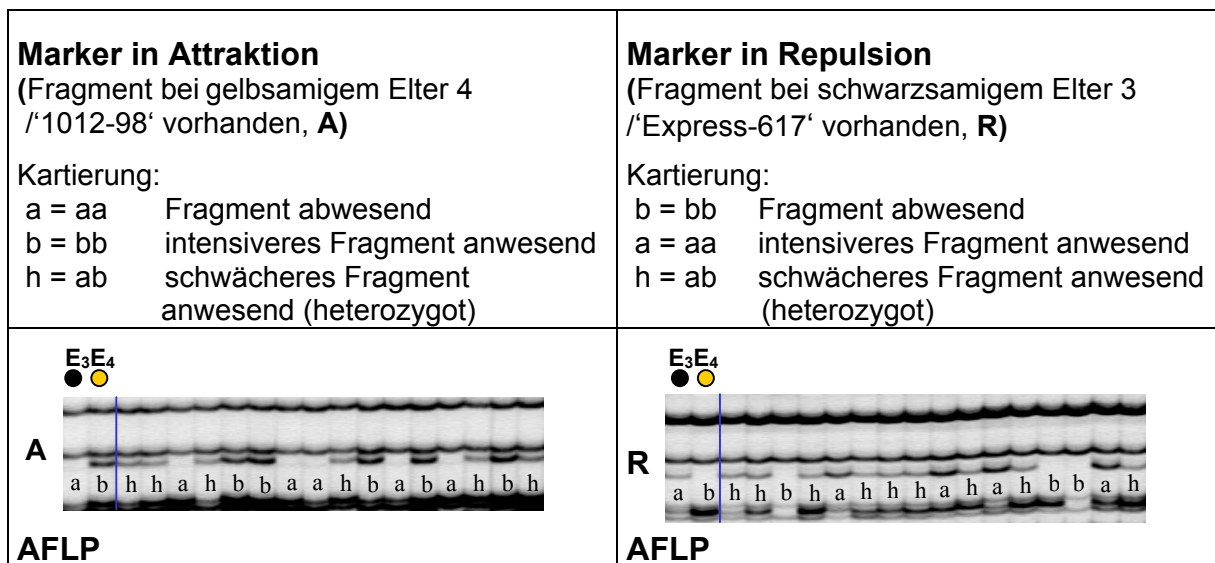 Marker in Attraktion
(Fragment bei gelbsamigem Elter 4
/‘1012-98‘ vorhanden, A)
Kartierung:
a = aa Fragment abwesend
b = bb intensiveres Fragment anwesend
h = ab schwächeres Fragment
anwesend (heterozygot)
Marker in Repulsion
(Fragment bei schwarzsamigem Elter 3
/‘Express-617‘ vorhanden, R)
Kartierung:
b = bb Fragment abwesend
a = aa intensiveres Fragment anwesend
h = ab schwächeres Fragment anwesend
(heterozygot)
E3E4
A
a b h h a h b b a a h b a b a h b h
AFLP
E3E4
R
a b h h b h a h h h a h a h b b a h
AFLP